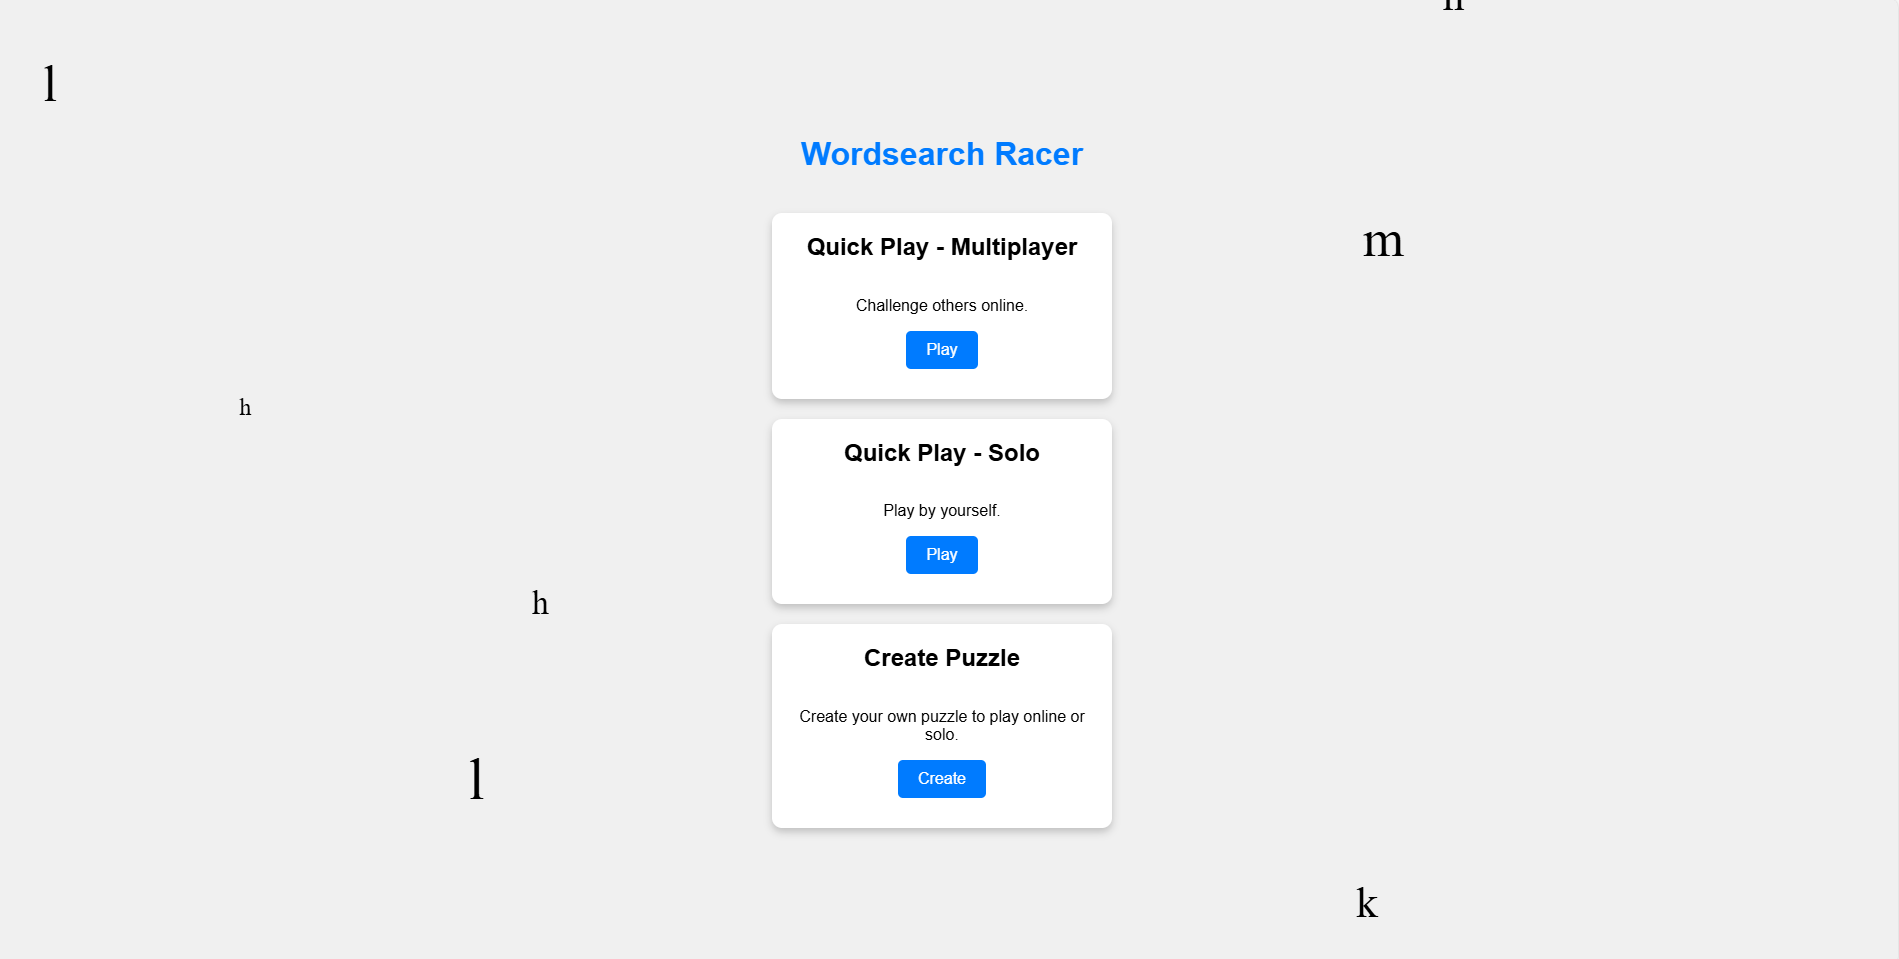 l
Wordsearch Racer
Quick Play - Multiplayer
m
Challenge others online.
Play
h
Quick Play - Solo
Play by yourself.
Play
h
Create Puzzle
Create your own puzzle to play online or
solo.
l
Create
k